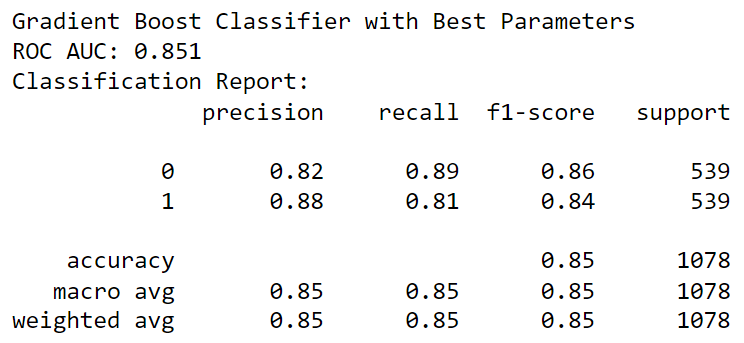 Gradient Boost Classifier with Best Parameters
ROC AUC: 0.851
Classification Report:
precision recall f1-score support
0 0.82 0.89 0.86 539
1 0.88 0.81 0.84 539
accuracy 0.85 1078
macro avg 0.85 0.85 0.85 1078
weighted avg 0.85 0.85 0.85 1078